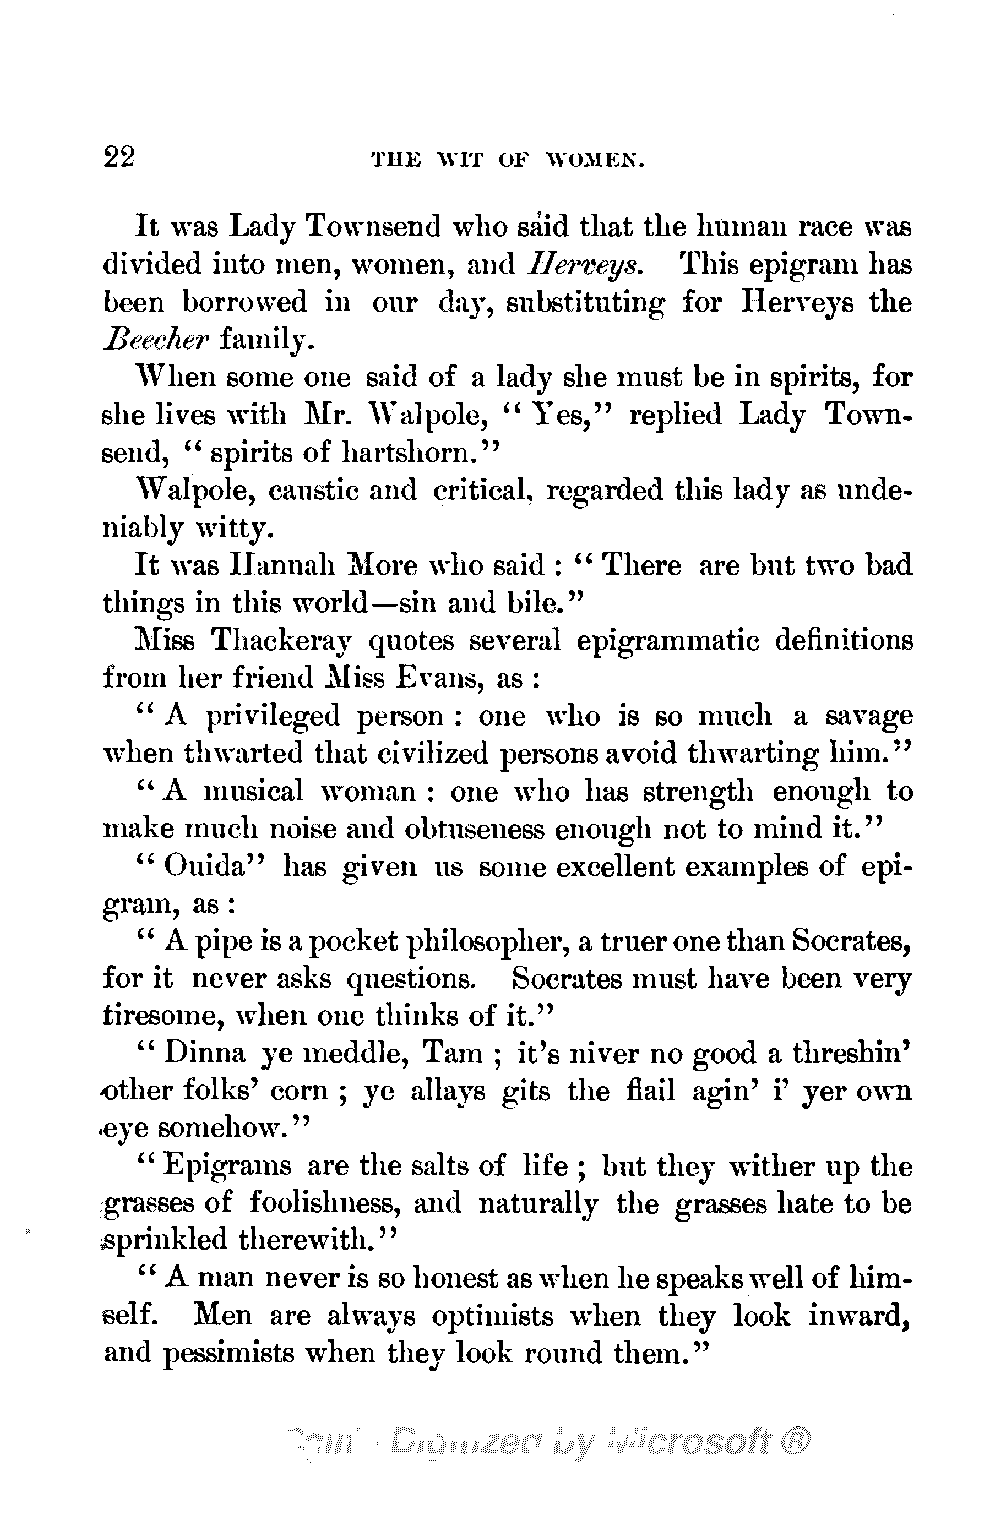 22 THE WIT OF WOMEN.
It was Lady Townsend who said that the human race was
divided into men, women, and Herveys. This epigram has
been borrowed in our day, substituting for Herveys the
Beecher family.
When some one said of a lady she must be in spirits, for
she lives with Mr. Walpole, “ Yes,” replied Lady Town-
send, “ spirits of hartshorn.”
Walpole, caustic and critical, regarded this lady as unde-
niably witty.
It was Hannah More who said : “ There are but two bad
things in this world—sin and bile.”
Miss Thackeray quotes several epigrammatic definitions
from her friend Miss Evans, as :
“ A privileged person : one who is so much a savage
when thwarted that civilized persons avoid thwarting him.”
“ A musical woman : one who has strength enough to
make much noise and obtuseness enough not to mind it.”
“ Ouida” has given us some excellent examples of epi-
gram, as :
“ A pipe is a pocket philosopher, a truer one than Socrates,
for it never asks questions. Socrates must have been very
tiresome, when one thinks of it.”
“ Dinna ye meddle, Tam ; it’s niver no good a threshin’
other folks’ corn ; ye allays gits the flail agin’ i’ yer own
eye somehow.”
“ Epigrams are the salts of life ; but they wither up the
grasses of foolishness, and naturally the grasses hate to be
sprinkled therewith.”
“ A man never is so honest as when he speaks well of him-
self. Men are always optimists when they look inward,
and pessimists when they look round them.”
Digitized by Microsoft ®